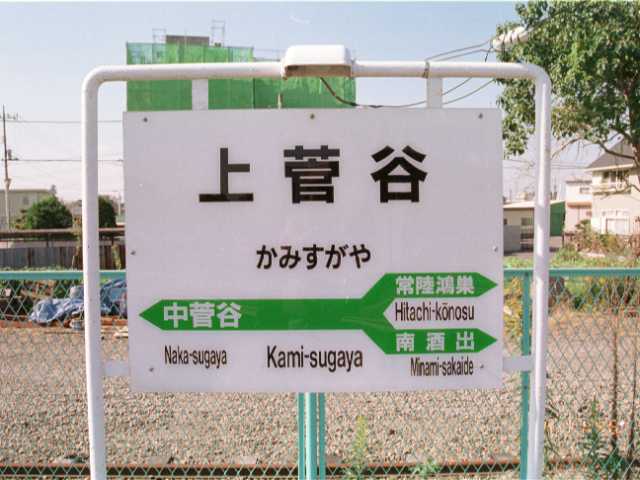 上菅谷
かみすがや
常陸鴻巣
中菅谷
Hitachi-kōnosu
南酒出
Naka-sugaya
Kami-sugaya
Minami-sakaide